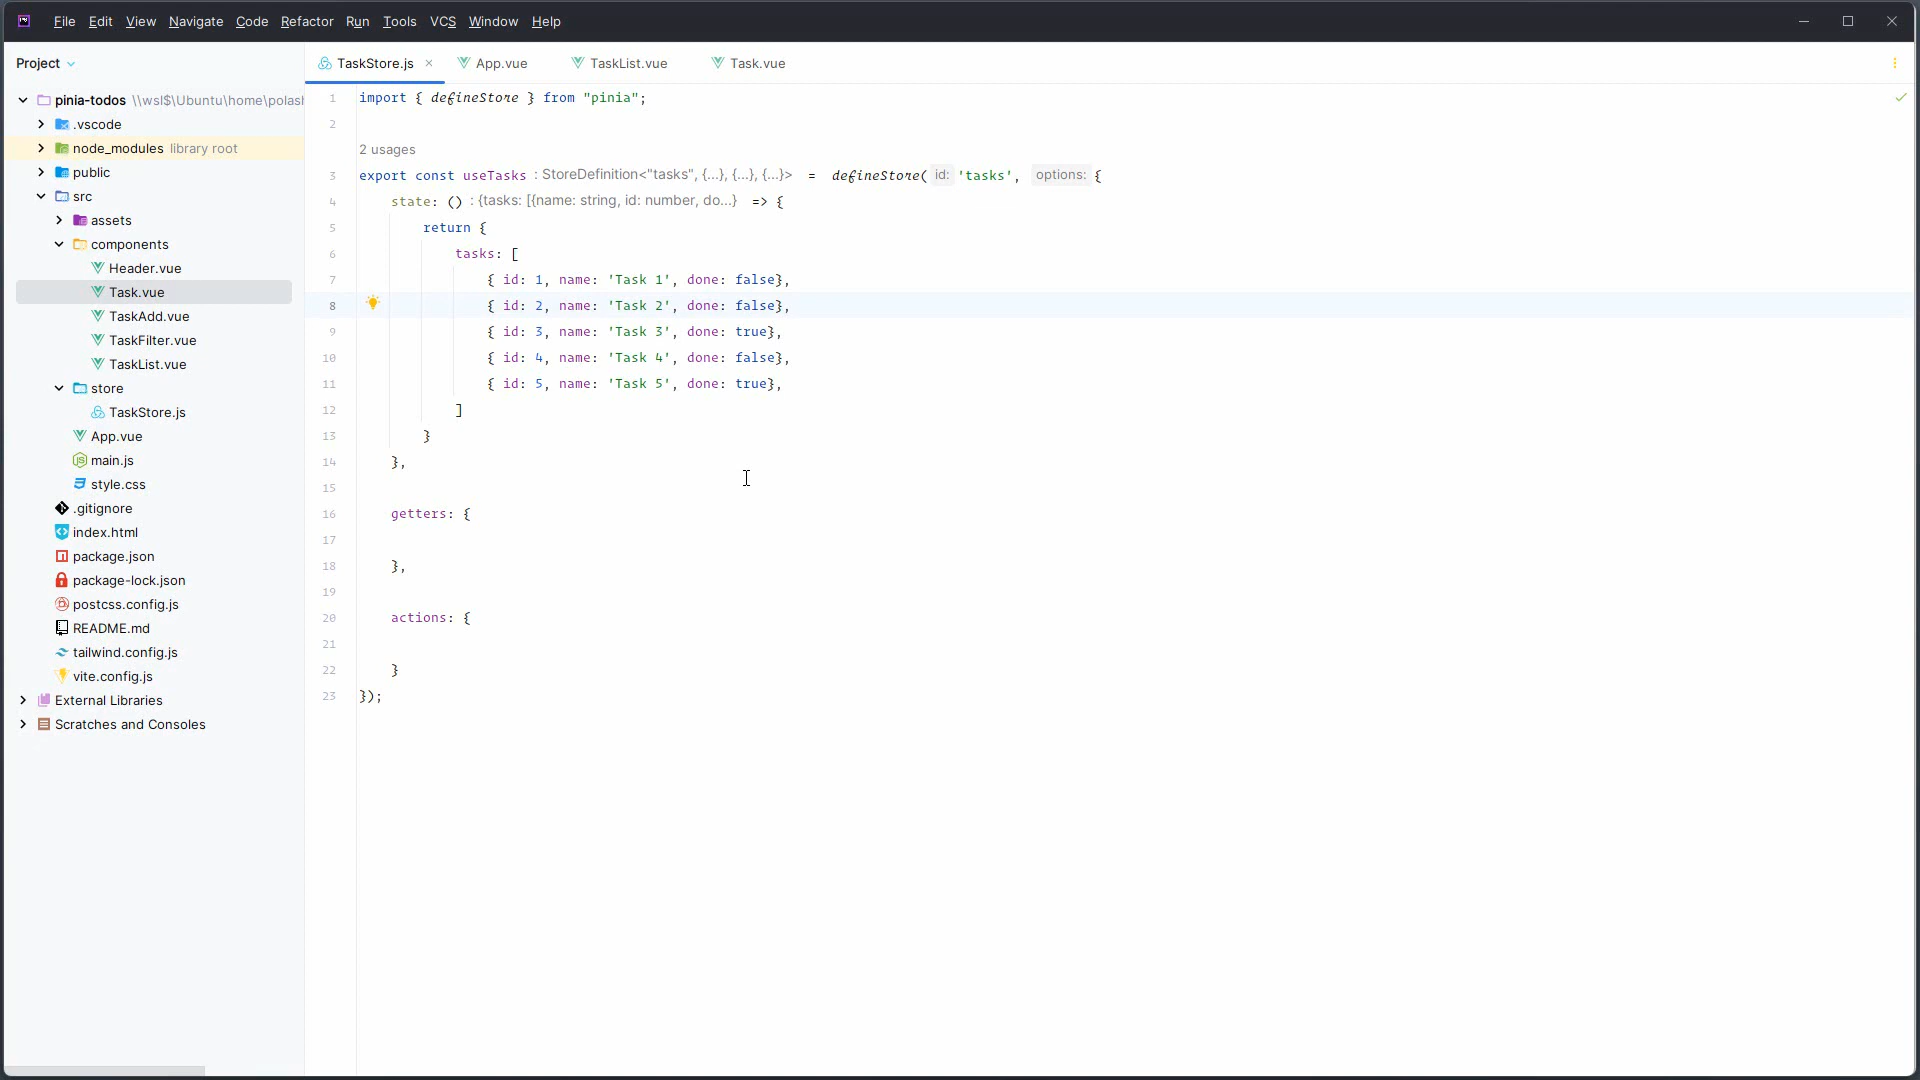 File Edit View Navigate Code Refactor Run Tools VCS Window Help
Project
TaskStore.js App.vue TaskList.vue Task.vue
pinia-todos \\wsl$\Ubuntu\home\polash
.vscode
node_modules library root
public
src
assets
components
Header.vue
Task.vue
TaskAdd.vue
TaskFilter.vue
TaskList.vue
store
TaskStore.js
App.vue
main.js
style.css
.gitignore
index.html
package.json
package-lock.json
postcss.config.js
README.md
tailwind.config.js
vite.config.js
External Libraries
Scratches and Consoles
1 import { defineStore } from "pinia";
2
2 usages
3 export const useTasks : StoreDefinition<"tasks", {...}, {...}, {...}> = defineStore( id: 'tasks', options: {
4 state: () : {tasks: [{name: string, id: number, do...} => {
5 return {
6 tasks: [
7 { id: 1, name: 'Task 1', done: false},
8 { id: 2, name: 'Task 2', done: false},
9 { id: 3, name: 'Task 3', done: true},
10 { id: 4, name: 'Task 4', done: false},
11 { id: 5, name: 'Task 5', done: true},
12 ]
13 }
14 },
15
16 getters: {
17
18 },
19
20 actions: {
21
22 }
23 });